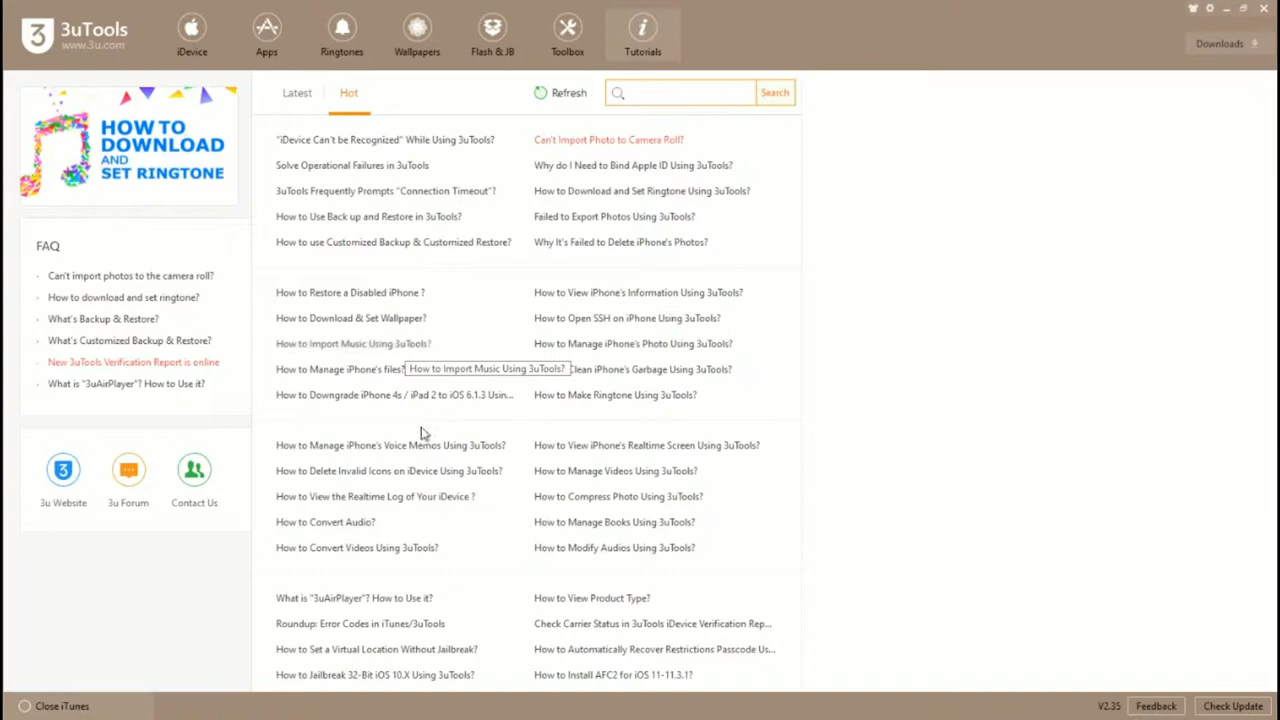 3 3uTools
www.3u.com
iDevice
Apps
Ringtones
Wallpapers
Flash & JB
Toolbox
Tutorials
Downloads
HOW TO
DOWNLOAD
AND
SET RINGTONE
FAQ
Can't import photos to the camera roll?
How to download and set ringtone?
What's Backup & Restore?
What's Customized Backup & Restore?
New 3uTools Verification Report is online
What is "3uAirPlayer"? How to Use it?
3
3u Website
3u Forum
Contact Us
Latest
Hot
Refresh
Search
"iDevice Can't be Recognized" While Using 3uTools?
Can't Import Photo to Camera Roll?
Solve Operational Failures in 3uTools
Why do I Need to Bind Apple ID Using 3uTools?
3uTools Frequently Prompts "Connection Timeout"?
How to Download and Set Ringtone Using 3uTools?
How to Use Back up and Restore in 3uTools?
Failed to Export Photos Using 3uTools?
How to use Customized Backup & Customized Restore?
Why It's Failed to Delete iPhone's Photos?
How to Restore a Disabled iPhone ?
How to View iPhone's Information Using 3uTools?
How to Download & Set Wallpaper?
How to Open SSH on iPhone Using 3uTools?
How to Import Music Using 3uTools?
How to Manage iPhone's Photo Using 3uTools?
How to Manage iPhone's files?
How to Import Music Using 3uTools?
Clean iPhone's Garbage Using 3uTools?
How to Downgrade iPhone 4s / iPad 2 to iOS 6.1.3 Usin...
How to Make Ringtone Using 3uTools?
How to Manage iPhone's Voice Memos Using 3uTools?
How to View iPhone's Realtime Screen Using 3uTools?
How to Delete Invalid Icons on iDevice Using 3uTools?
How to Manage Videos Using 3uTools?
How to View the Realtime Log of Your iDevice ?
How to Compress Photo Using 3uTools?
How to Convert Audio?
How to Manage Books Using 3uTools?
How to Convert Videos Using 3uTools?
How to Modify Audios Using 3uTools?
What is "3uAirPlayer"? How to Use it?
How to View Product Type?
Roundup: Error Codes in iTunes/3uTools
Check Carrier Status in 3uTools iDevice Verification Rep...
How to Set a Virtual Location Without Jailbreak?
How to Automatically Recover Restrictions Passcode Us...
How to Jailbreak 32-Bit iOS 10.X Using 3uTools?
How to Install AFC2 for iOS 11-11.3.1?
Close iTunes
V2.35
Feedback
Check Update